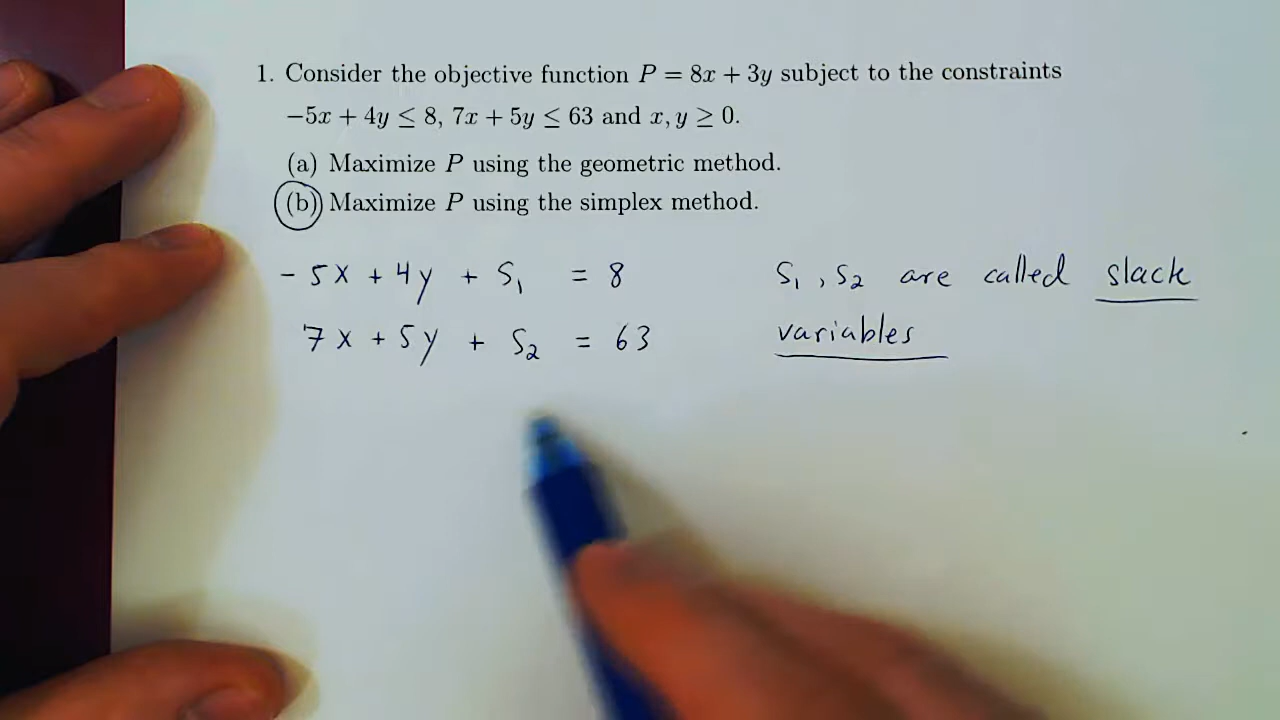 1. Consider the objective function P = 8x + 3y subject to the constraints
−5x + 4y ≤ 8, 7x + 5y ≤ 63 and x, y ≥ 0.
(a) Maximize P using the geometric method.
(b) Maximize P using the simplex method.
- 5x + 4y + S₁ = 8
7x + 5y + S₂ = 63
S₁, S₂ are called slack
variables